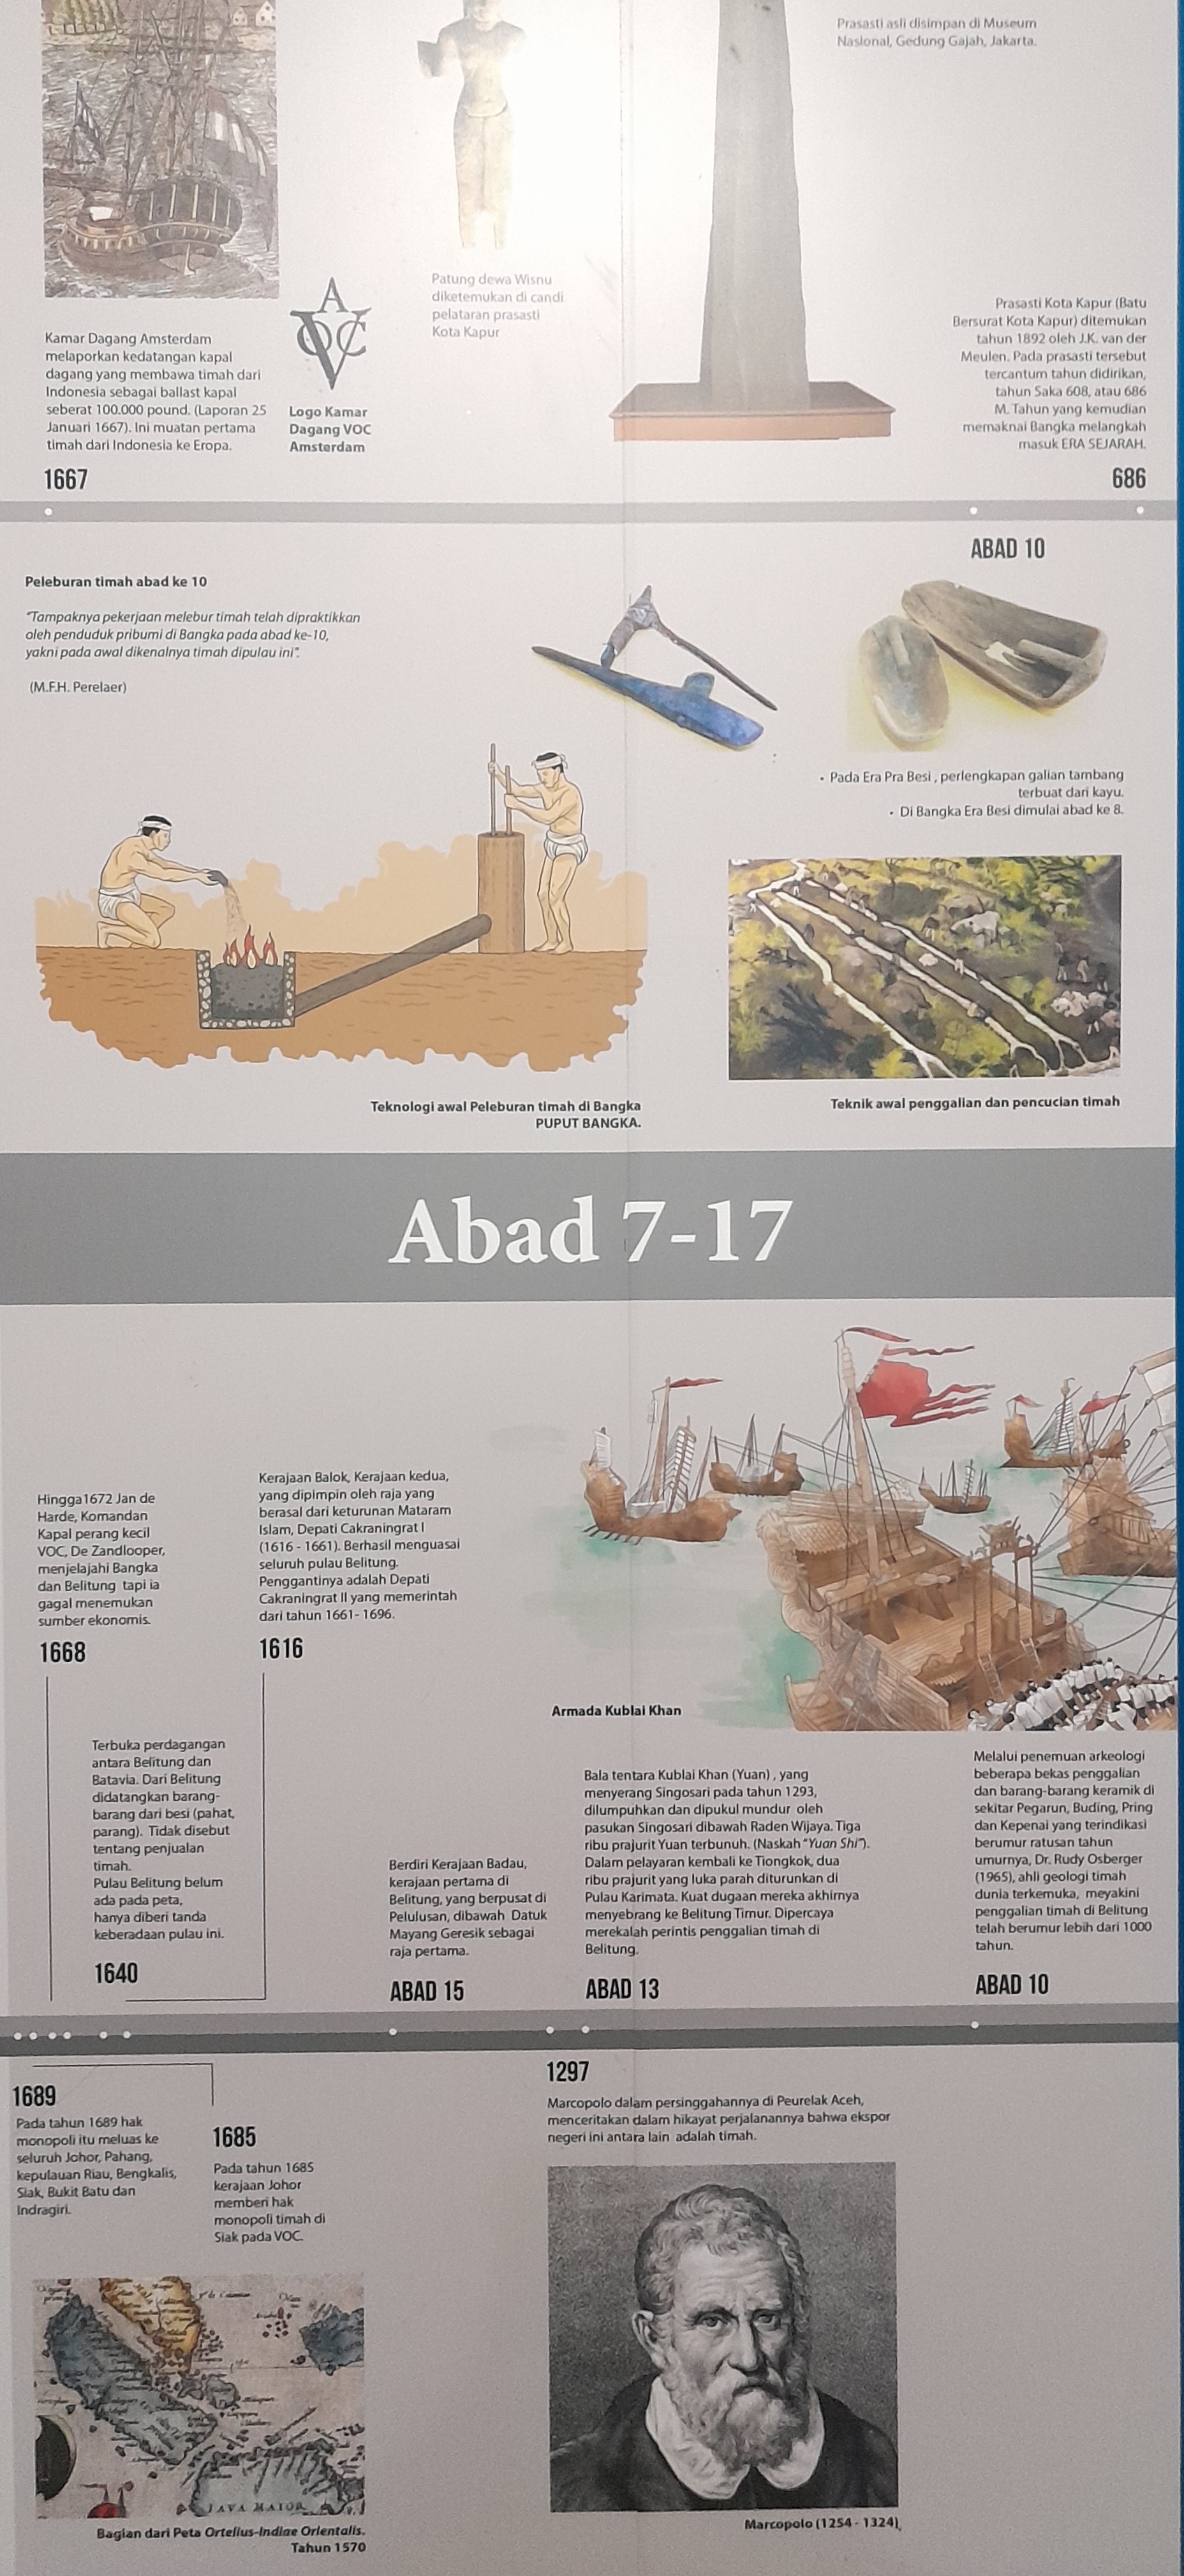 Prasasti asli disimpan di Museum
Nasional, Gedung Gajah, Jakarta.
Patung dewa Wisnu
diketemukan di candi
pelataran prasasti
Kota Kapur
A
VOC
Logo Kamar
Dagang VOC
Amsterdam
Kamar Dagang Amsterdam
melaporkan kedatangan kapal
dagang yang membawa timah dari
Indonesia sebagai ballast kapal
seberat 100.000 pound. (Laporan 25
Januari 1667). Ini muatan pertama
timah dari Indonesia ke Eropa.
1667
Prasasti Kota Kapur (Batu
Bersurat Kota Kapur) ditemukan
tahun 1892 oleh J.K. van der
Meulen. Pada prasasti tersebut
tercantum tahun didirikan,
tahun Saka 608, atau 686
M. Tahun yang kemudian
memaknai Bangka melangkah
masuk ERA SEJARAH.
686
ABAD 10
Peleburan timah abad ke 10
"Tampaknya pekerjaan melebur timah telah dipraktikkan
oleh penduduk pribumi di Bangka pada abad ke-10,
yakni pada awal dikenalnya timah dipulau ini".
(M.F.H. Perelaer)
• Pada Era Pra Besi , perlengkapan galian tambang
terbuat dari kayu.
• Di Bangka Era Besi dimulai abad ke 8.
Teknologi awal Peleburan timah di Bangka
PUPUT BANGKA.
Teknik awal penggalian dan pencucian timah
Abad 7-17
Hingga1672 Jan de
Harde, Komandan
Kapal perang kecil
VOC, De Zandlooper,
menjelajahi Bangka
dan Belitung tapi ia
gagal menemukan
sumber ekonomis.
1668
Kerajaan Balok, Kerajaan kedua,
yang dipimpin oleh raja yang
berasal dari keturunan Mataram
Islam, Depati Cakraningrat I
(1616 - 1661). Berhasil menguasai
seluruh pulau Belitung.
Penggantinya adalah Depati
Cakraningrat II yang memerintah
dari tahun 1661- 1696.
1616
Armada Kublai Khan
Terbuka perdagangan
antara Belitung dan
Batavia. Dari Belitung
didatangkan barang-
barang dari besi (pahat,
parang). Tidak disebut
tentang penjualan
timah.
Pulau Belitung belum
ada pada peta,
hanya diberi tanda
keberadaan pulau ini.
1640
Berdiri Kerajaan Badau,
kerajaan pertama di
Belitung, yang berpusat di
Pelulusan, dibawah Datuk
Mayang Geresik sebagai
raja pertama.
ABAD 15
Bala tentara Kublai Khan (Yuan) , yang
menyerang Singosari pada tahun 1293,
dilumpuhkan dan dipukul mundur oleh
pasukan Singosari dibawah Raden Wijaya. Tiga
ribu prajurit Yuan terbunuh. (Naskah "Yuan Shi").
Dalam pelayaran kembali ke Tiongkok, dua
ribu prajurit yang luka parah diturunkan di
Pulau Karimata. Kuat dugaan mereka akhirnya
menyebrang ke Belitung Timur. Dipercaya
merekalah perintis penggalian timah di
Belitung.
ABAD 13
Melalui penemuan arkeologi
beberapa bekas penggalian
dan barang-barang keramik di
sekitar Pegarun, Buding, Pring
dan Kepenai yang terindikasi
berumur ratusan tahun
umurnya, Dr. Rudy Osberger
(1965), ahli geologi timah
dunia terkemuka, meyakini
penggalian timah di Belitung
telah berumur lebih dari 1000
tahun.
ABAD 10
1689
Pada tahun 1689 hak
monopoli itu meluas ke
seluruh Johor, Pahang,
kepulauan Riau, Bengkalis,
Siak, Bukit Batu dan
Indragiri.
1685
Pada tahun 1685
kerajaan Johor
memberi hak
monopoli timah di
Siak pada VOC.
1297
Marcopolo dalam persinggahannya di Peurelak Aceh,
menceritakan dalam hikayat perjalanannya bahwa ekspor
negeri ini antara lain adalah timah.
JAVA MAIOR
Bagian dari Peta Ortelius-Indiae Orientalis.
Tahun 1570
Marcopolo (1254 - 1324)